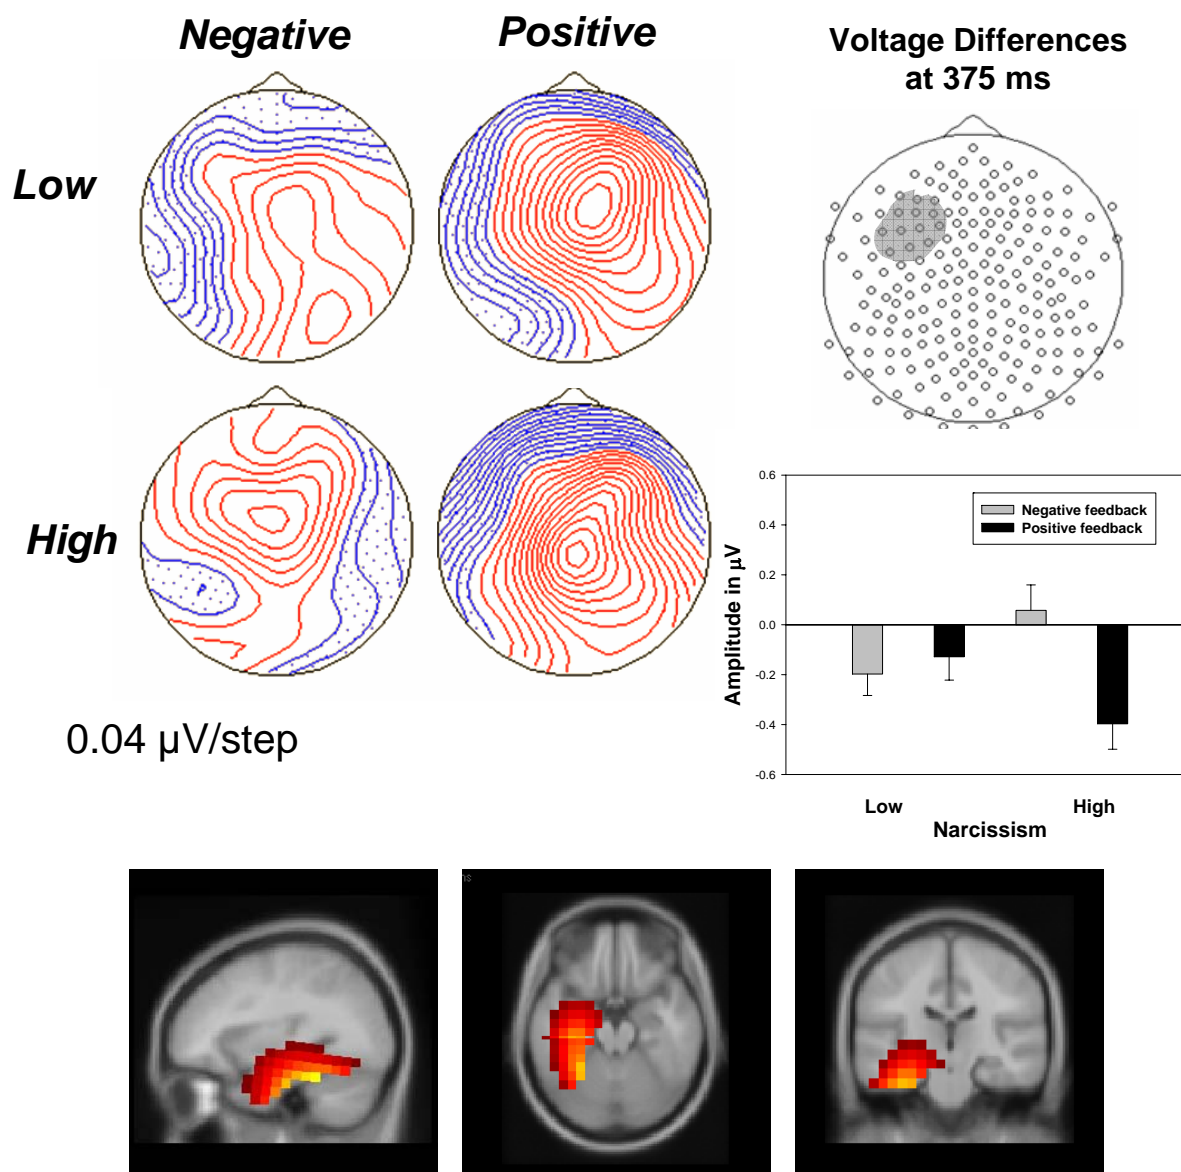 Negative
Positive
Voltage Differences
at 375 ms
Low
High
0.04 µV/step
0.6
0.4
0.2
0.0
-0.2
-0.4
-0.6
Amplitude in µV
Negative feedback
Positive feedback
Low
High
Narcissism